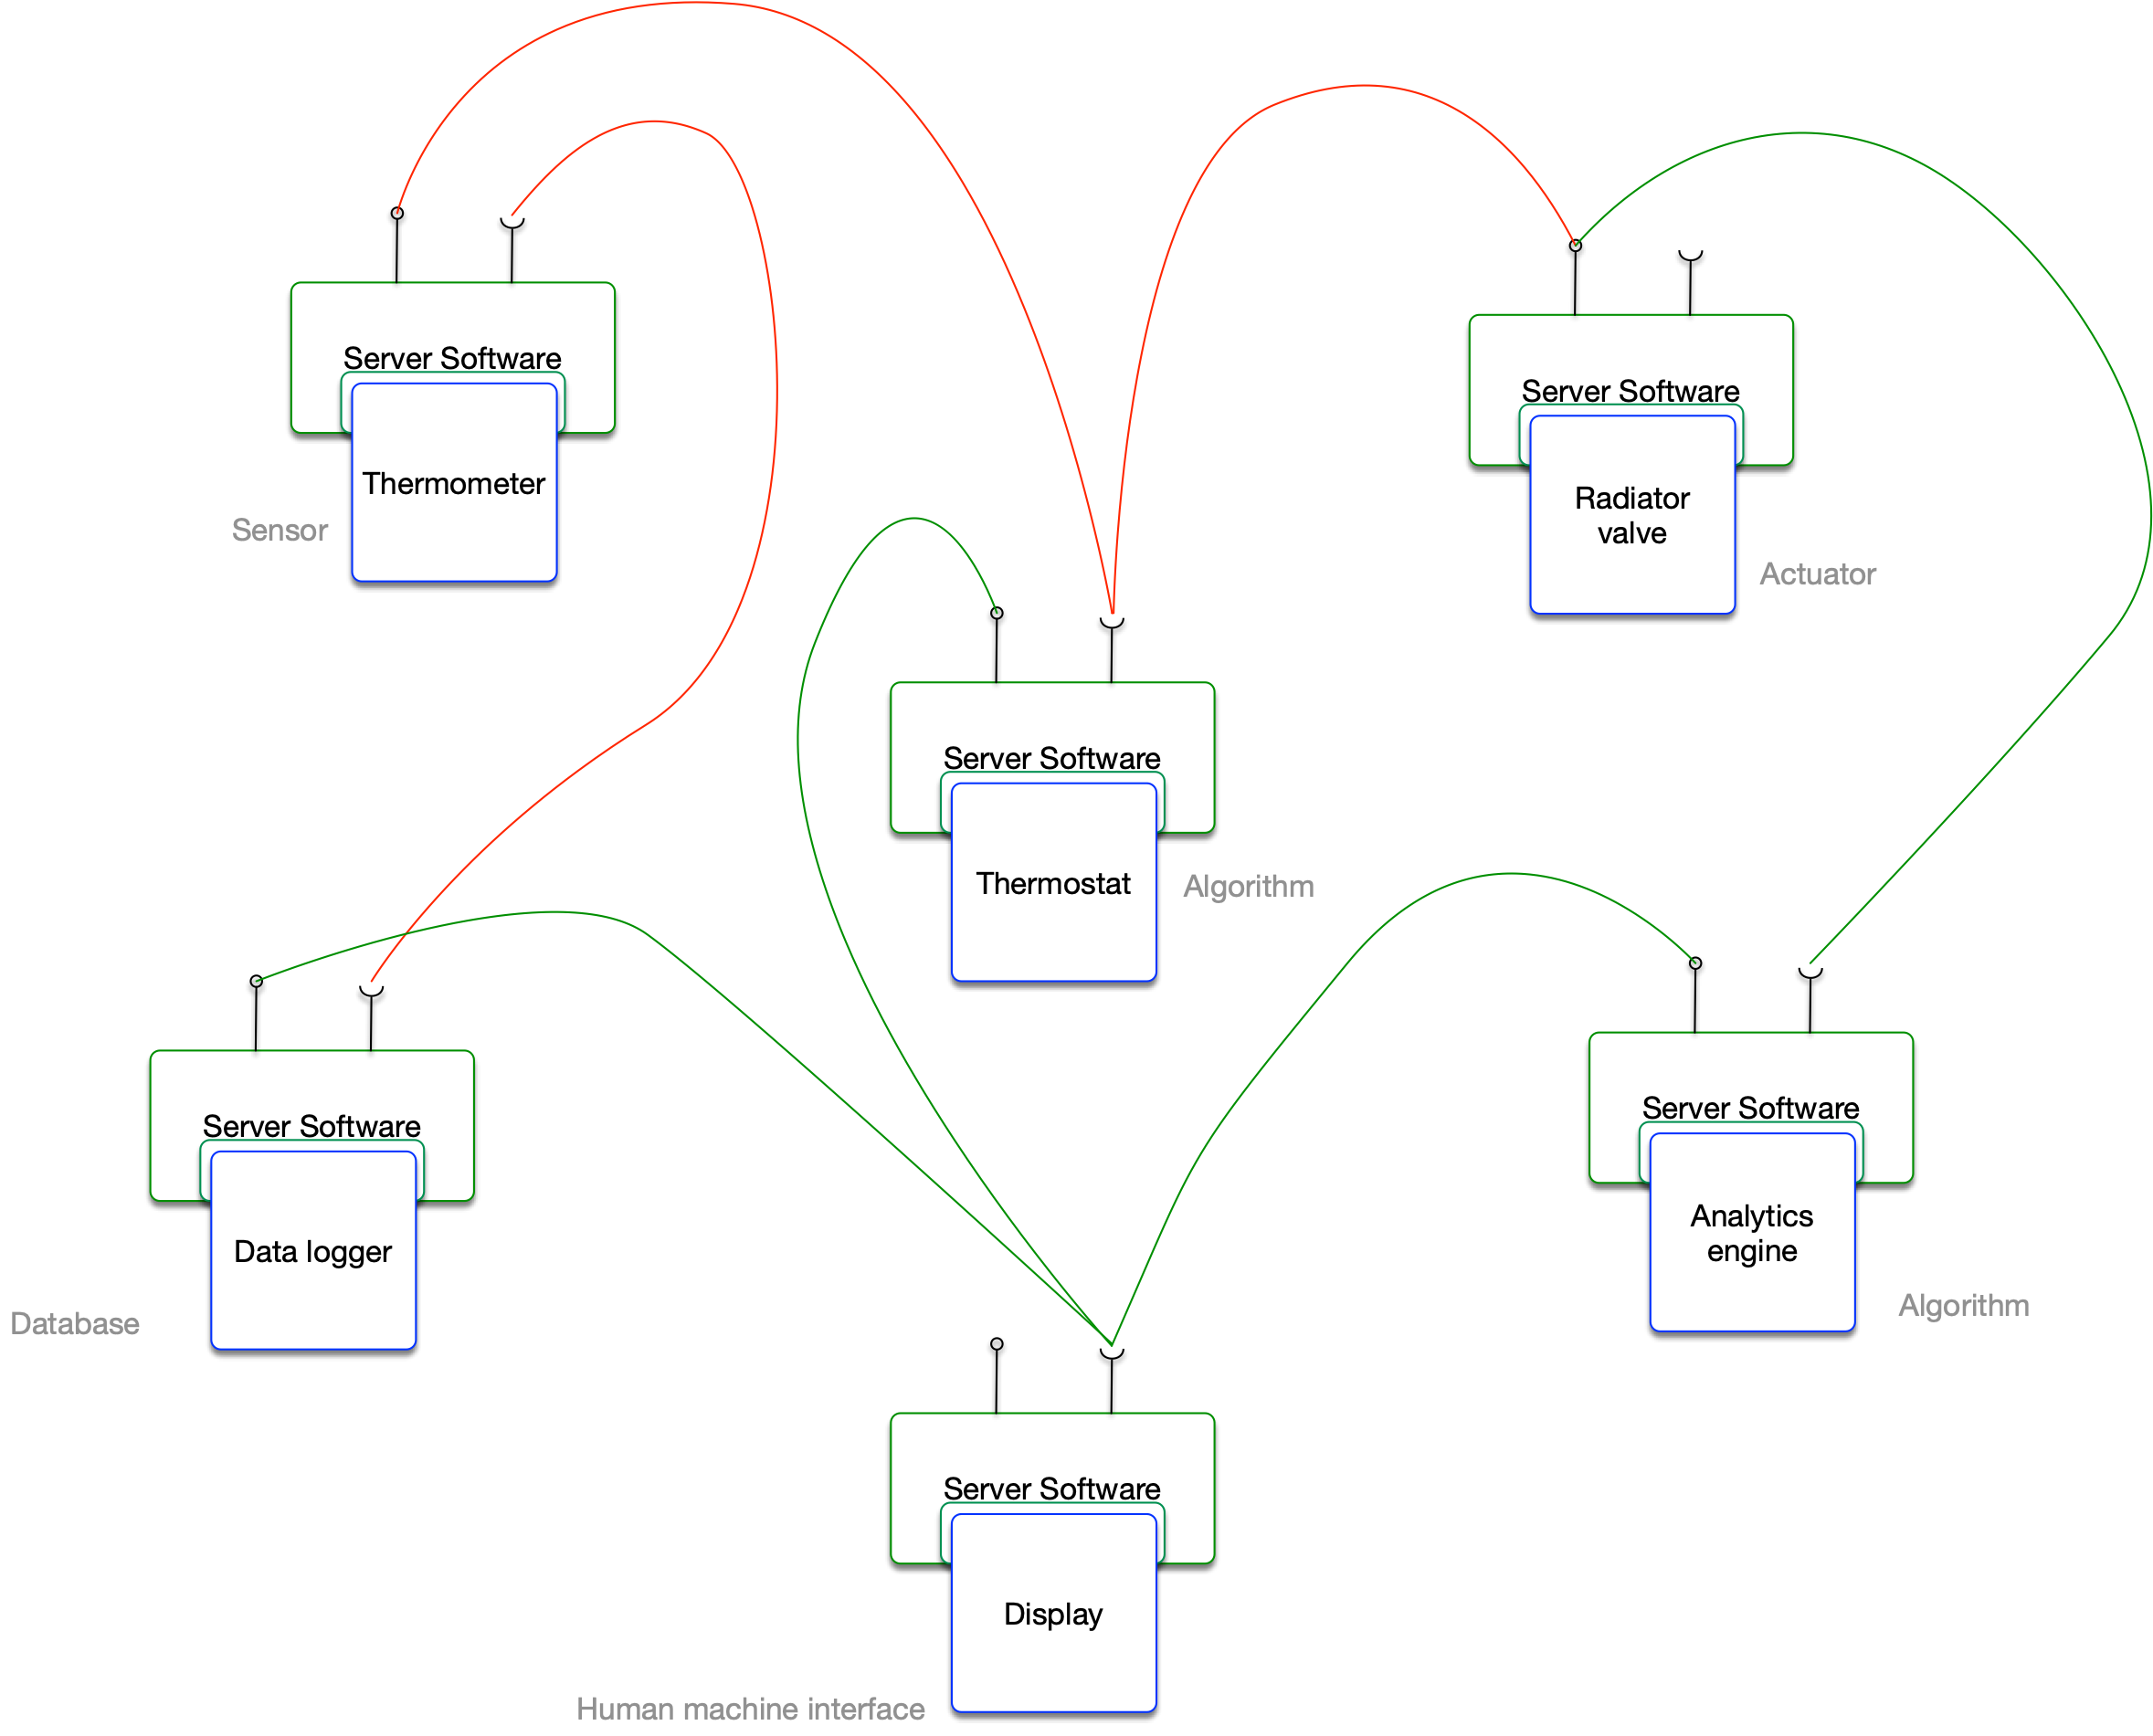 Server Software
Thermometer
Sensor
Server Software
Radiator
valve
Actuator
Server Software
Thermostat
Algorithm
Server Software
Data logger
Database
Server Software
Analytics
engine
Algorithm
Server Software
Display
Human machine interface